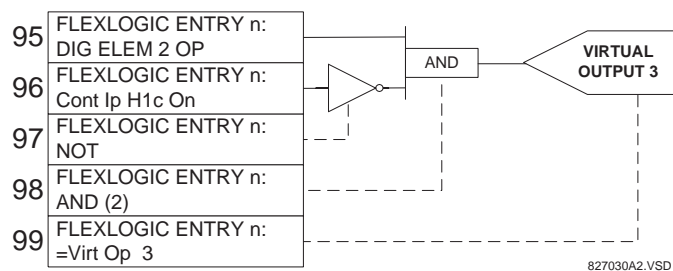 95
FLEXLOGIC ENTRY n:
DIG ELEM 2 OP
96
FLEXLOGIC ENTRY n:
Cont Ip H1c On
97
FLEXLOGIC ENTRY n:
NOT
98
FLEXLOGIC ENTRY n:
AND (2)
99
FLEXLOGIC ENTRY n:
=Virt Op 3
AND
VIRTUAL
OUTPUT 3
827030A2.VSD